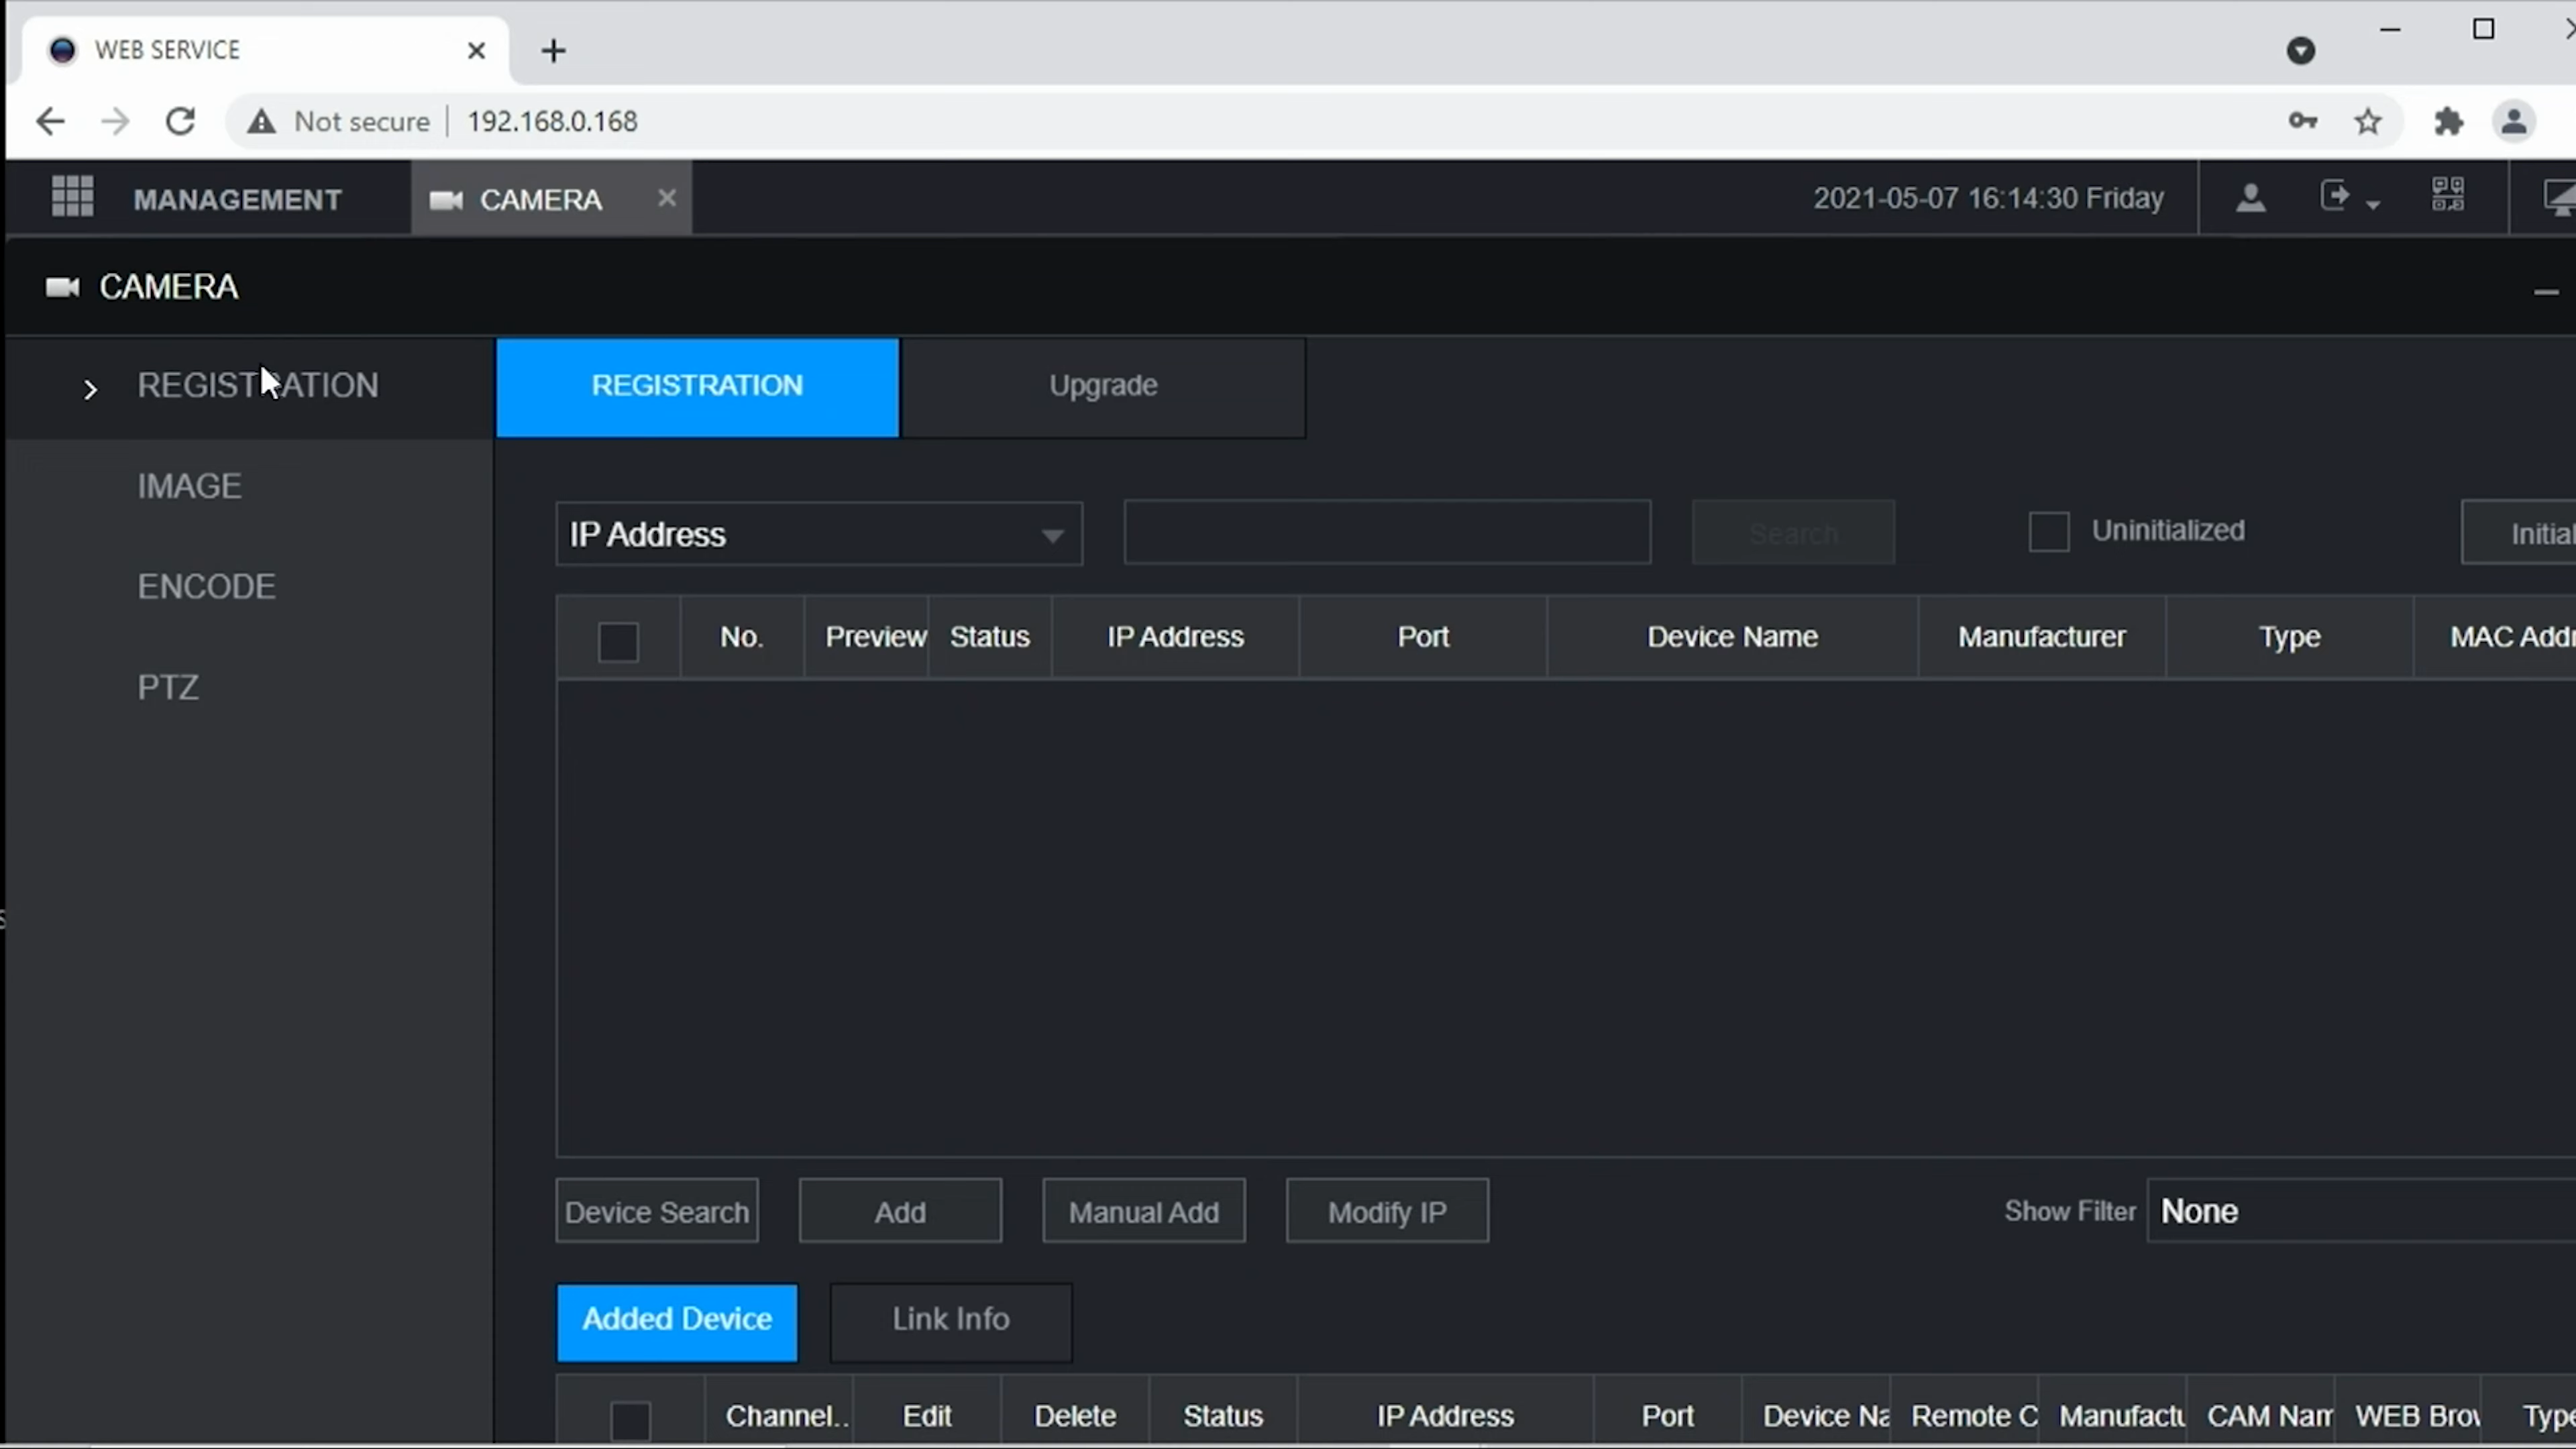 WEB SERVICE
Not secure 192.168.0.168
MANAGEMENT CAMERA 2021-05-07 16:14:30 Friday
CAMERA
REGISTRATION
IMAGE
ENCODE
PTZ
REGISTRATION Upgrade
IP Address Search Uninitialized Initial
No. Preview Status IP Address Port Device Name Manufacturer Type MAC Addr
Device Search Add Manual Add Modify IP Show Filter None
Added Device Link Info
Channel.. Edit Delete Status IP Address Port Device Na Remote C Manufactu CAM Nam WEB Brow Type